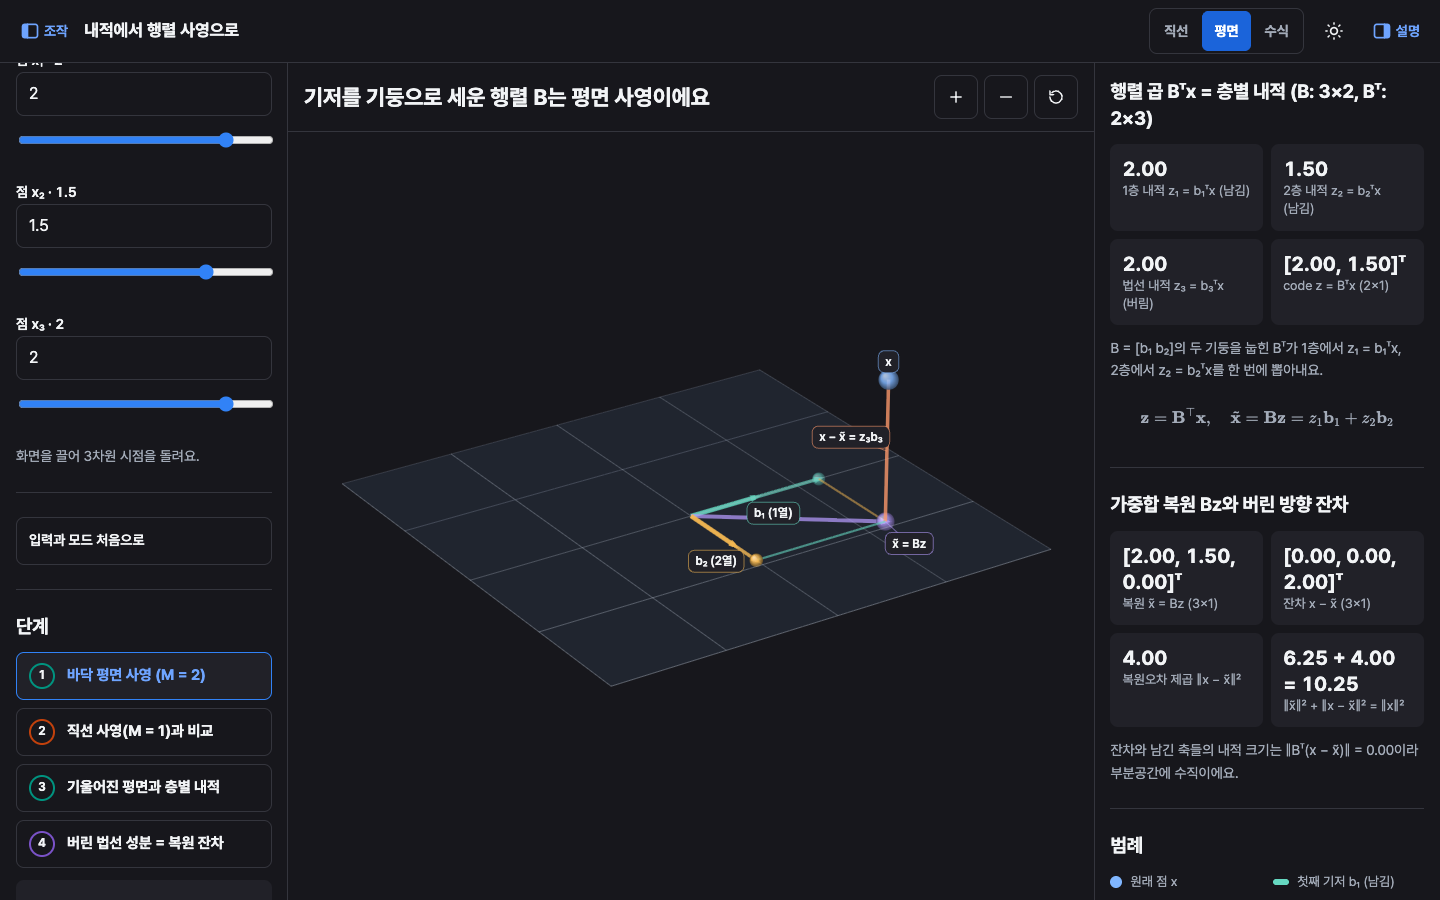 조작
내적에서 행렬 사영으로
직선
평면
수식
설명
2
점 x₂ · 1.5
1.5
점 x₃ · 2
2
화면을 끌어 3차원 시점을 돌려요.
입력과 모드 처음으로
단계
1 바닥 평면 사영 (M = 2)
2 직선 사영(M = 1)과 비교
3 기울어진 평면과 층별 내적
4 버린 법선 성분 = 복원 잔차
기저를 기둥으로 세운 행렬 B는 평면 사영이에요
x
x − x̃ = z₃b₃
b₁ (1열)
x̃ = Bz
b₂ (2열)
행렬 곱 Bᵀx = 층별 내적 (B: 3×2, Bᵀ:
2×3)
2.00
1층 내적 z₁ = b₁ᵀx (남김)
1.50
2층 내적 z₂ = b₂ᵀx
(남김)
2.00
법선 내적 z₃ = b₃ᵀx
(버림)
[2.00, 1.50]ᵀ
code z = Bᵀx (2×1)
B = [b₁ b₂]의 두 기둥을 눕힌 Bᵀ가 1층에서 z₁ = b₁ᵀx,
2층에서 z₂ = b₂ᵀx를 한 번에 뽑아내요.
z = B⊤x, x̃ = Bz = z₁b₁ + z₂b₂
가중합 복원 Bz와 버린 방향 잔차
[2.00, 1.50,
0.00]ᵀ
복원 x̃ = Bz (3×1)
[0.00, 0.00,
2.00]ᵀ
잔차 x − x̃ (3×1)
4.00
복원오차 제곱 ‖x − x̃‖²
6.25 + 4.00
= 10.25
‖x̃‖² + ‖x − x̃‖² = ‖x‖²
잔차와 남긴 축들의 내적 크기는 ‖Bᵀ(x − x̃)‖ = 0.00이라
부분공간에 수직이에요.
범례
원래 점 x
첫째 기저 b₁ (남김)